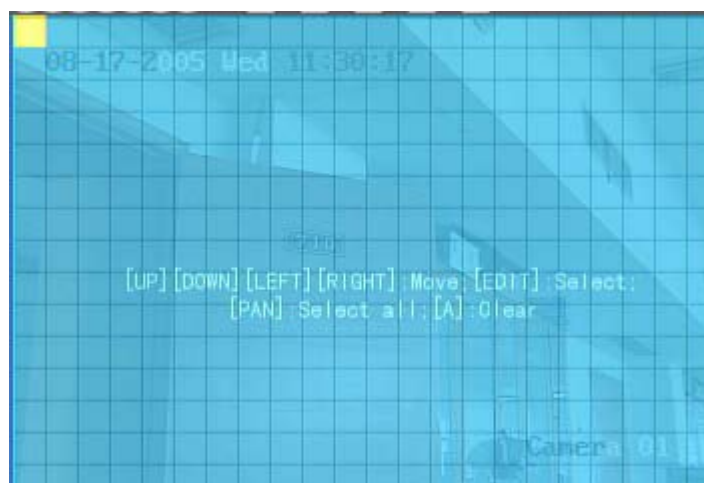 08-17-2005 Wed 11:30:17
[UP][DOWN][LEFT][RIGHT]:Move;[EDIT]:Select;
[PAN]:Select all;[A]:Clear
Camera 01